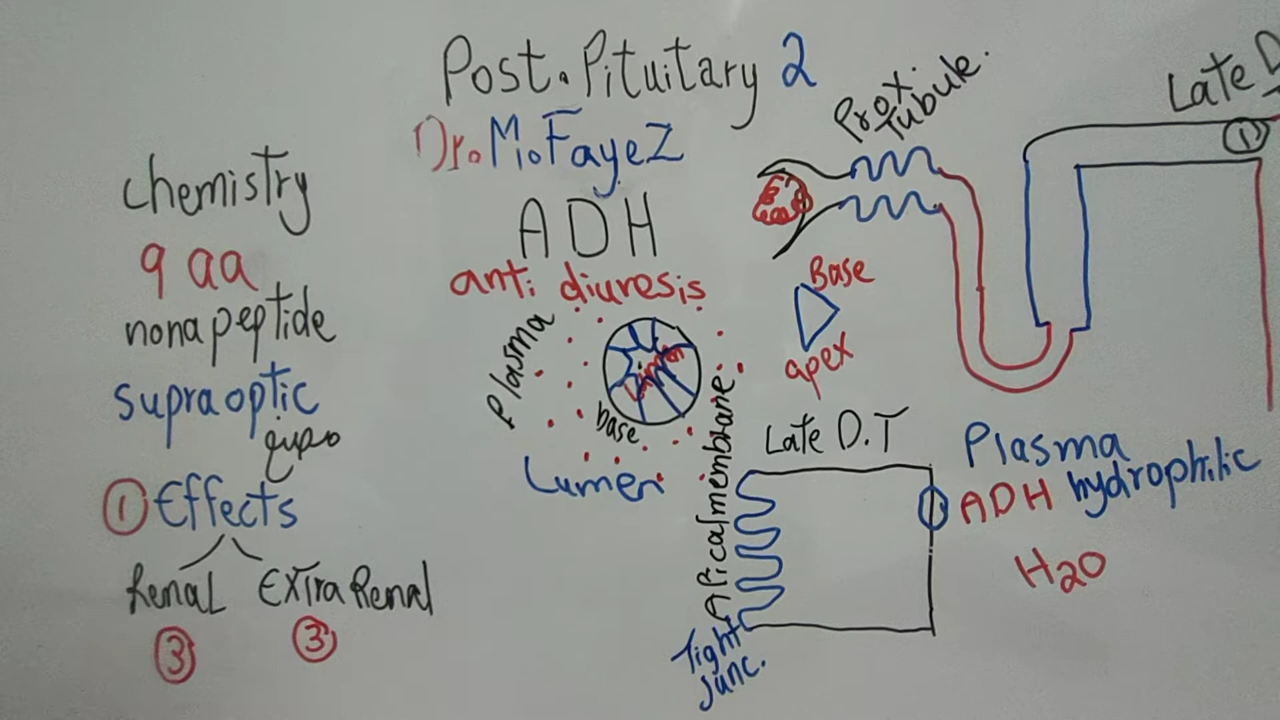 Post. Pituitary 2
Dr. M. Fayez
ADH
anti diuresis
chemistry
9 aa
nonapeptide
supraoptic
① Effects
Renal Extra Renal
③ ③
Plasma
base
Lumen
Prox.
Tubule.
Late D
①
Base
apex
Late D.T
Apical membrane
Tight
Junc.
Plasma
ADH hydrophilic
H2O